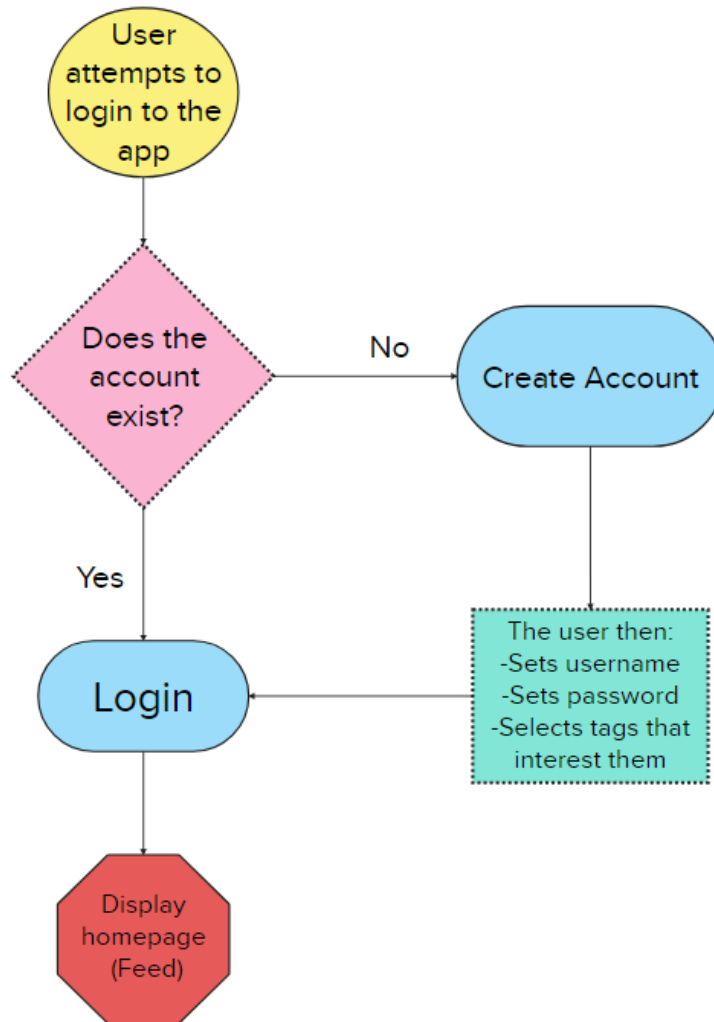 User
attempts to
login to the
app
Does the
account
exist?
No
Create Account
Yes
The user then:
-Sets username
-Sets password
-Selects tags that
interest them
Login
Display
homepage
(Feed)